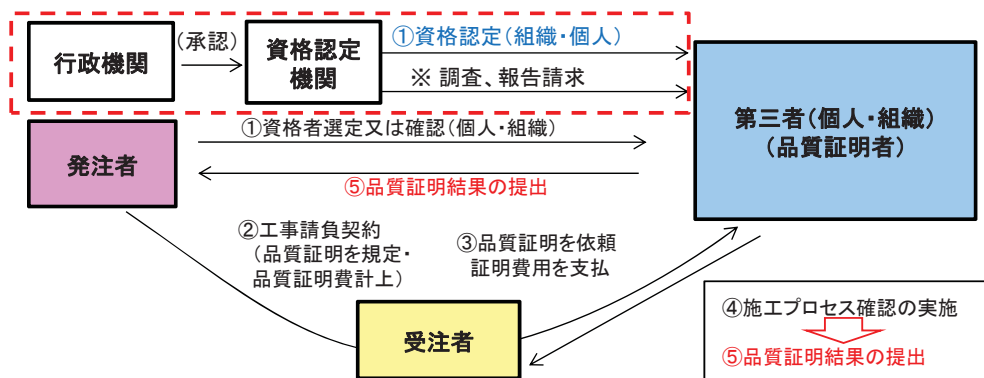 行政機関
(承認)
資格認定
機関
①資格認定(組織・個人)
※ 調査、報告請求
第三者(個人・組織)
(品質証明者)
発注者
①資格者選定又は確認(個人・組織)
⑤品質証明結果の提出
②工事請負契約
(品質証明を規定・
品質証明費計上)
③品質証明を依頼
証明費用を支払
受注者
④施工プロセス確認の実施
⑤品質証明結果の提出